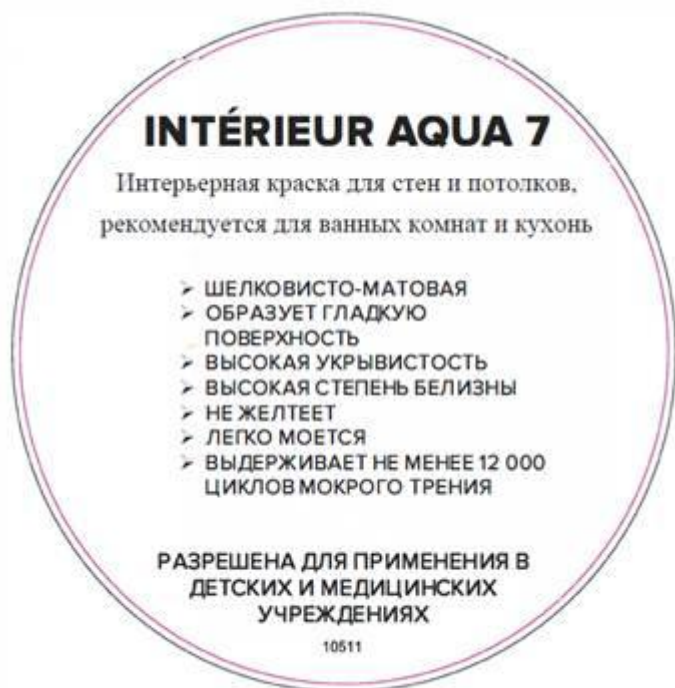 INTÉRIEUR AQUA 7
Интерьерная краска для стен и потолков,
рекомендуется для ванных комнат и кухонь
➢ ШЕЛКОВИСТО-МАТОВАЯ
➢ ОБРАЗУЕТ ГЛАДКУЮ
ПОВЕРХНОСТЬ
➢ ВЫСОКАЯ УКРЫВИСТОСТЬ
➢ ВЫСОКАЯ СТЕПЕНЬ БЕЛИЗНЫ
➢ НЕ ЖЕЛТЕЕТ
➢ ЛЕГКО МОЕТСЯ
➢ ВЫДЕРЖИВАЕТ НЕ МЕНЕЕ 12 000
ЦИКЛОВ МОКРОГО ТРЕНИЯ
РАЗРЕШЕНА ДЛЯ ПРИМЕНЕНИЯ В
ДЕТСКИХ И МЕДИЦИНСКИХ
УЧРЕЖДЕНИЯХ
10511